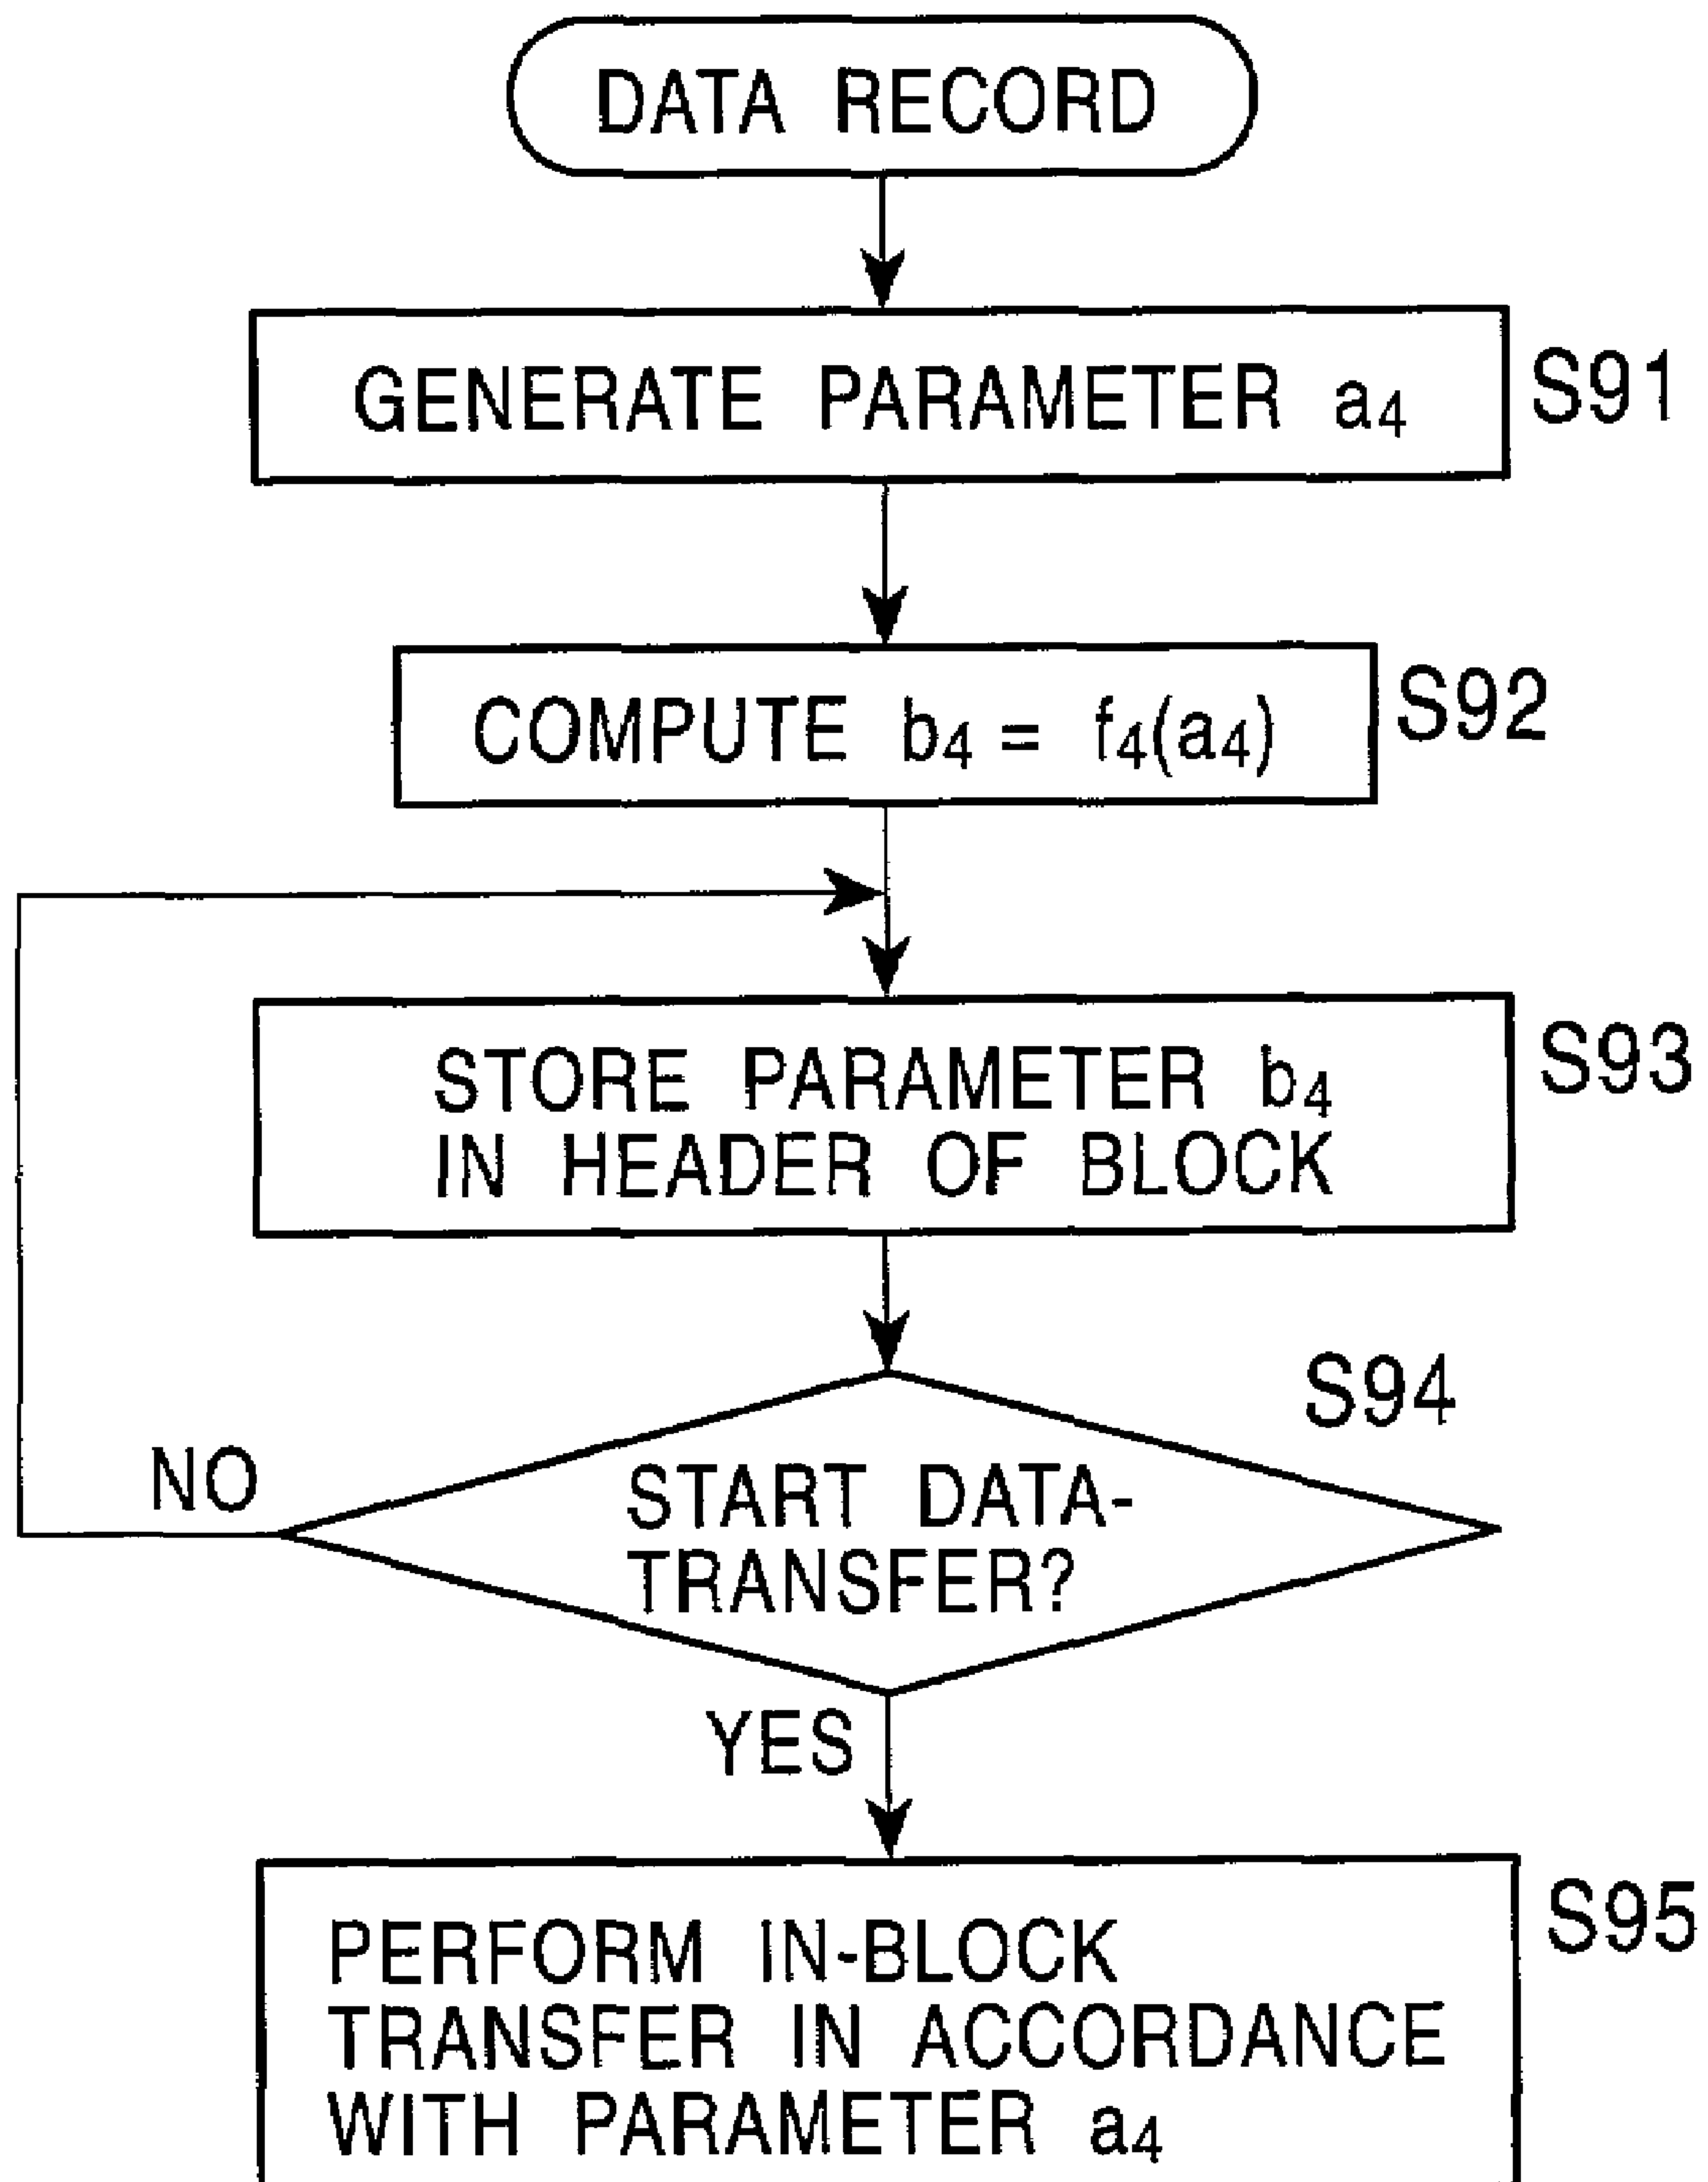 DATA RECORD
GENERATE PARAMETER a4
S91
COMPUTE b4 = f4(a4)
S92
STORE PARAMETER b4
IN HEADER OF BLOCK
S93
S94
START DATA-
TRANSFER?
NO
YES
PERFORM IN-BLOCK
TRANSFER IN ACCORDANCE
WITH PARAMETER a4
S95